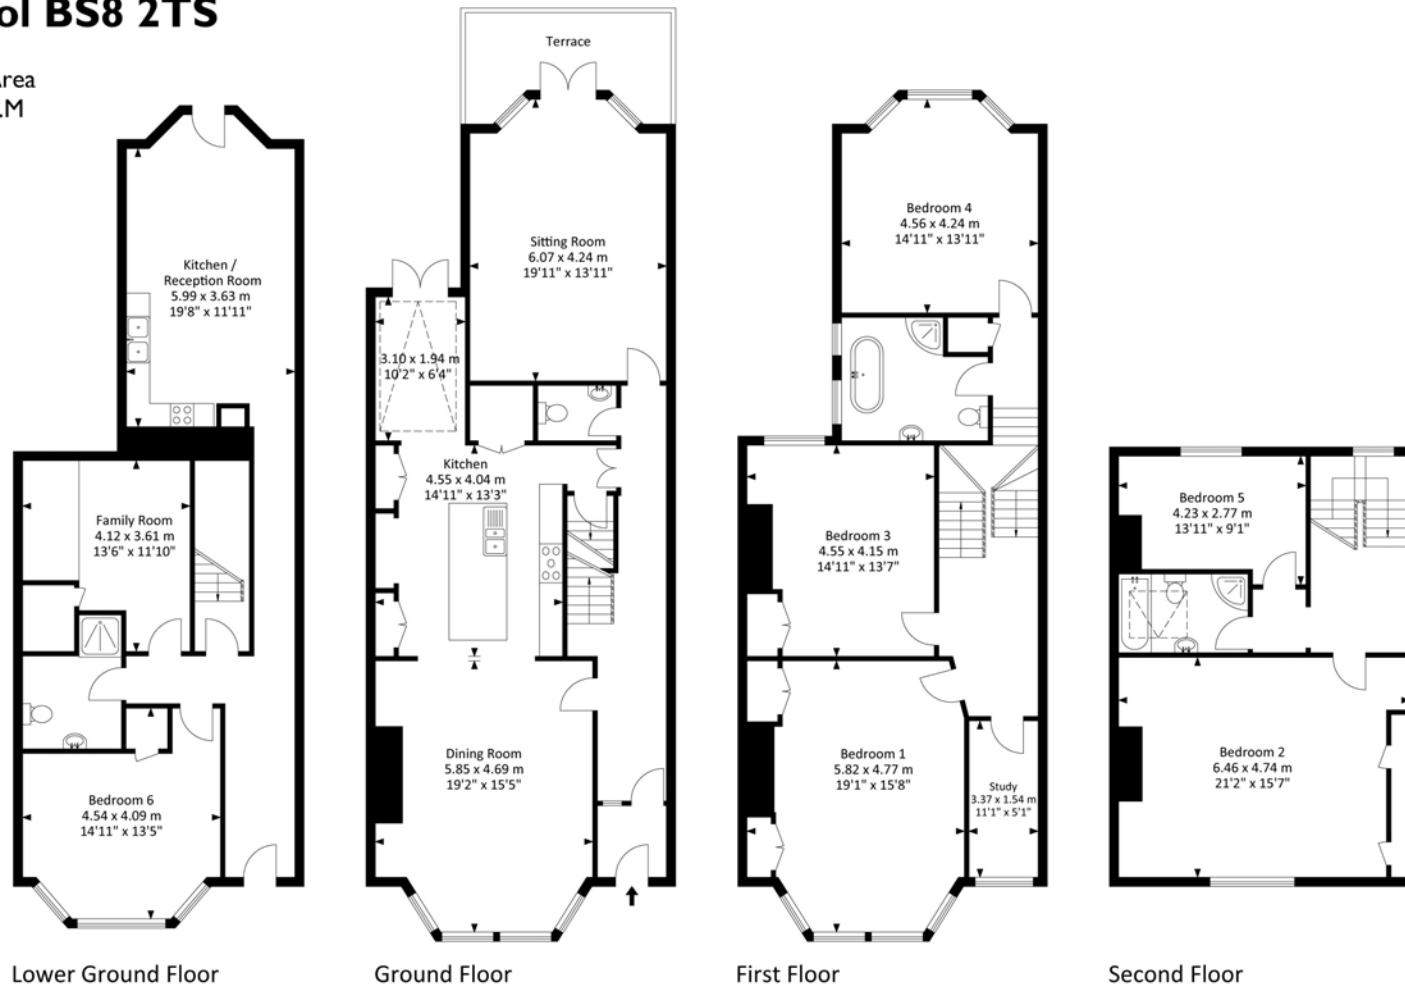 ol BS8 2TS
Area
.M
Kitchen /
Reception Room
5.99 x 3.63 m
19'8" x 11'11"
Family Room
4.12 x 3.61 m
13'6" x 11'10"
Bedroom 6
4.54 x 4.09 m
14'11" x 13'5"
Lower Ground Floor
Terrace
Sitting Room
6.07 x 4.24 m
19'11" x 13'11"
3.10 x 1.94 m
10'2" x 6'4"
Kitchen
4.55 x 4.04 m
14'11" x 13'3"
Dining Room
5.85 x 4.69 m
19'2" x 15'5"
Ground Floor
Bedroom 4
4.56 x 4.24 m
14'11" x 13'11"
Bedroom 3
4.55 x 4.15 m
14'11" x 13'7"
Bedroom 1
5.82 x 4.77 m
19'1" x 15'8"
Study
3.37 x 1.54 m
11'1" x 5'1"
First Floor
Bedroom 5
4.23 x 2.77 m
13'11" x 9'1"
Bedroom 2
6.46 x 4.74 m
21'2" x 15'7"
Second Floor